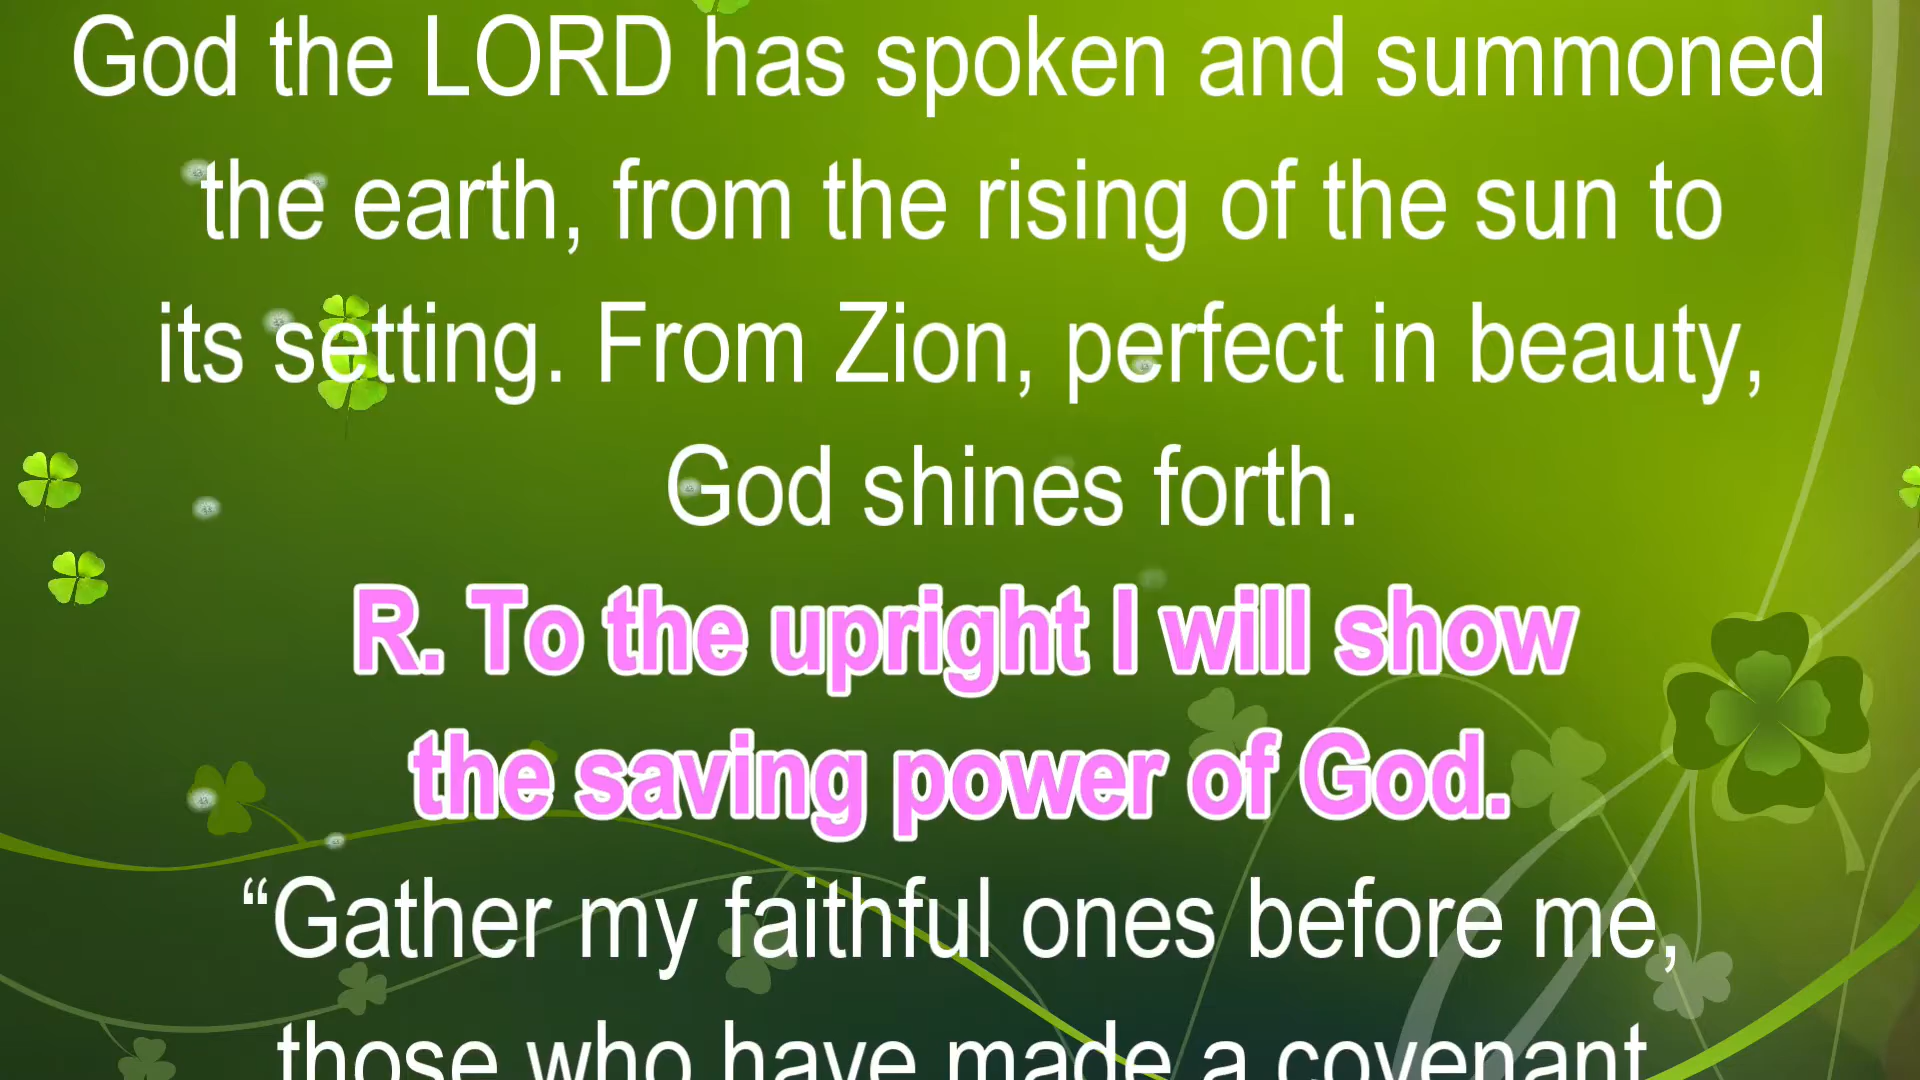 God the LORD has spoken and summoned
the earth, from the rising of the sun to
its setting. From Zion, perfect in beauty,
God shines forth.
R. To the upright I will show
the saving power of God.
“Gather my faithful ones before me,
those who have made a covenant